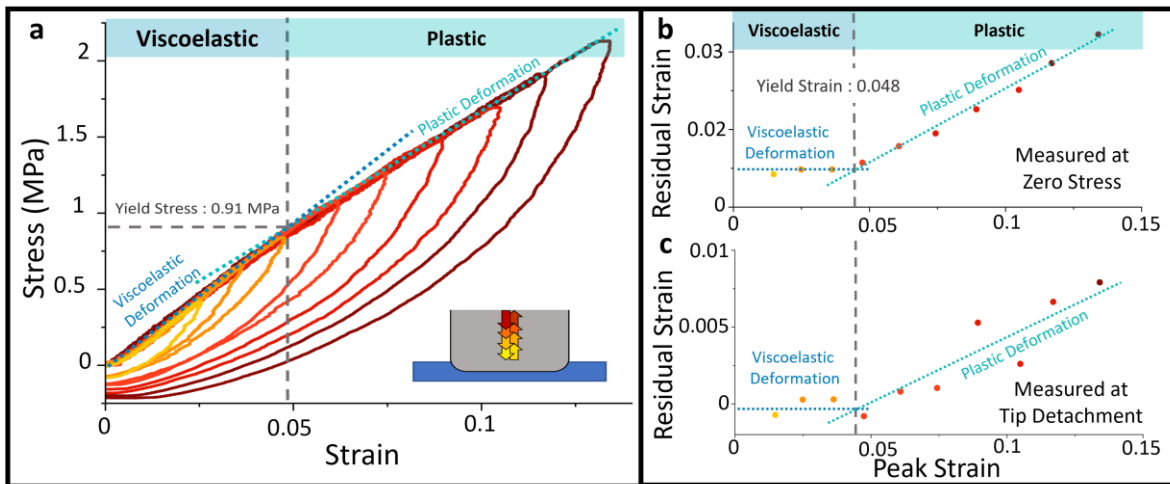 a
Viscoelastic
Plastic
Stress (MPa)
2
1.5
1
0.5
0
Plastic Deformation
Yield Stress : 0.91 MPa
Viscoelastic
Deformation
0
0.05
0.1
Strain
b
Viscoelastic
Plastic
Residual Strain
0.03
0.02
0
Yield Strain : 0.048
Plastic Deformation
Viscoelastic
Deformation
Measured at
Zero Stress
0
0.05
0.1
0.15
c
Residual Strain
0.01
0.005
0
Viscoelastic
Deformation
Plastic Deformation
Measured at
Tip Detachment
0
0.05
0.1
0.15
Peak Strain